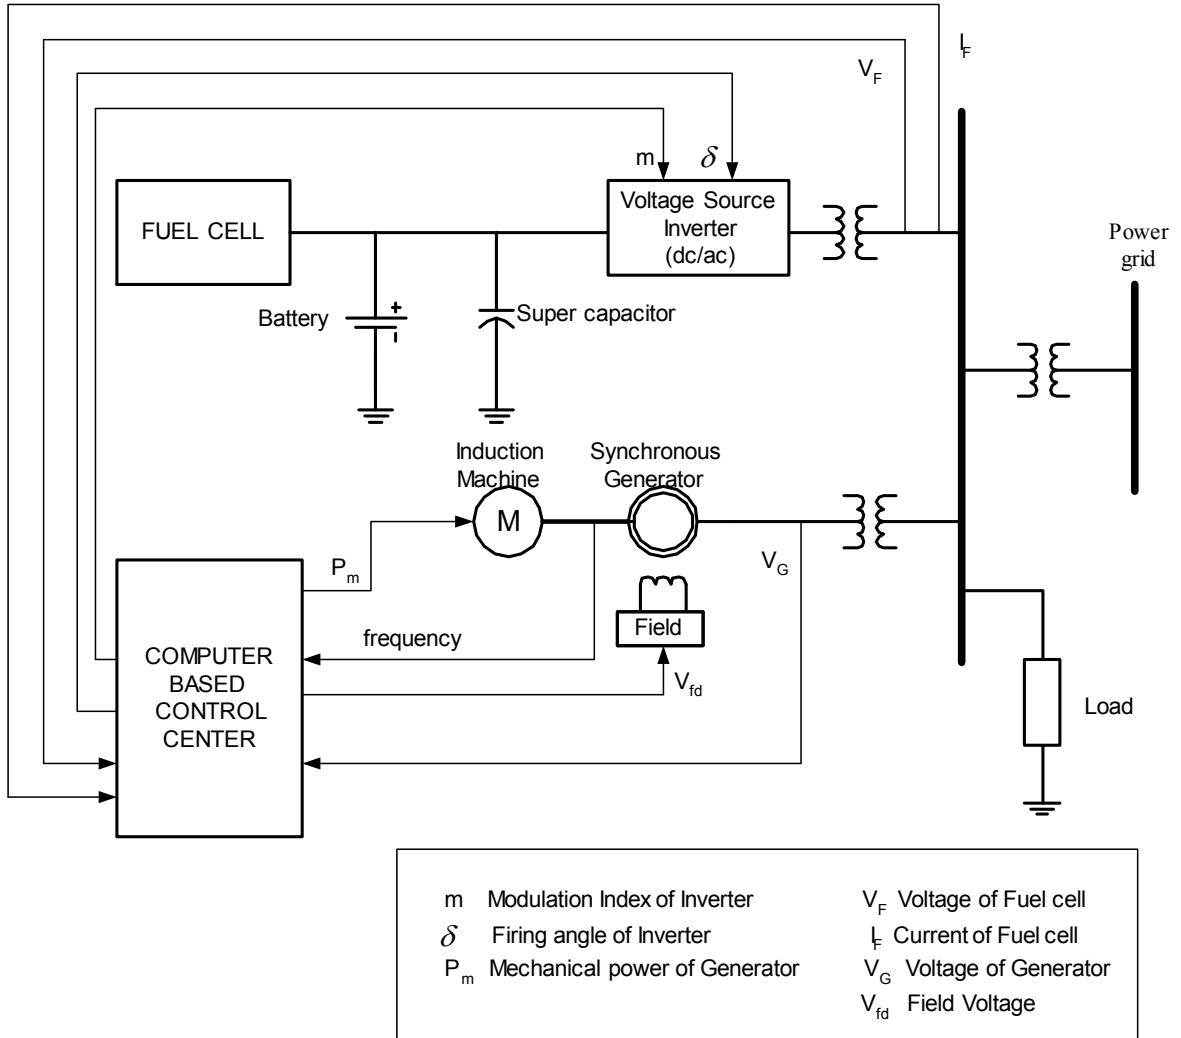 I_F
V_F
m
δ
FUEL CELL
Voltage Source
Inverter
(dc/ac)
Power
grid
Battery
+
-
Super capacitor
Induction
Machine
Synchronous
Generator
M
P_m
V_G
Field
frequency
V_fd
COMPUTER
BASED
CONTROL
CENTER
Load
m Modulation Index of Inverter
δ Firing angle of Inverter
P_m Mechanical power of Generator
V_F Voltage of Fuel cell
I_F Current of Fuel cell
V_G Voltage of Generator
V_fd Field Voltage